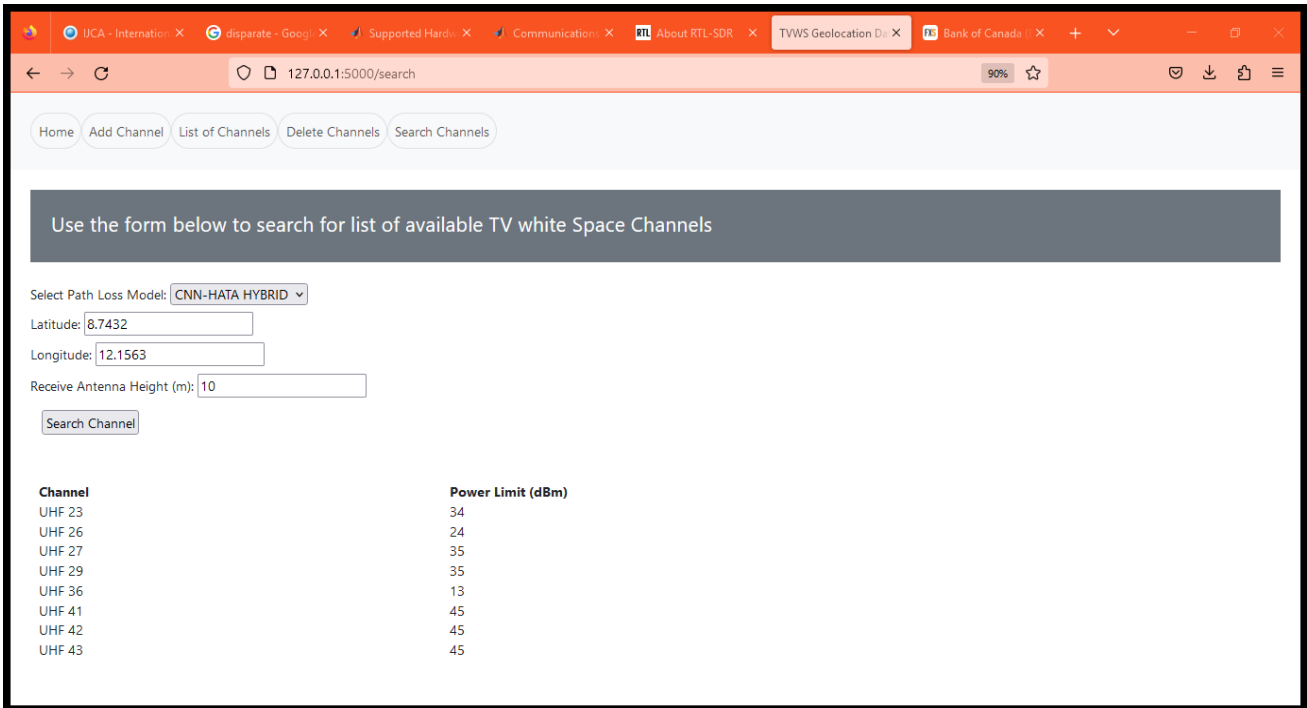 IJCA - Internation
disparate - Googl
Supported Hardw
Communications
RTL About RTL-SDR
TVWS Geolocation Da
FXS Bank of Canada (
127.0.0.1:5000/search
90%
Home Add Channel List of Channels Delete Channels Search Channels
Use the form below to search for list of available TV white Space Channels
Select Path Loss Model: CNN-HATA HYBRID
Latitude: 8.7432
Longitude: 12.1563
Receive Antenna Height (m): 10
Search Channel
Channel Power Limit (dBm)
UHF 23 34
UHF 26 24
UHF 27 35
UHF 29 35
UHF 36 13
UHF 41 45
UHF 42 45
UHF 43 45